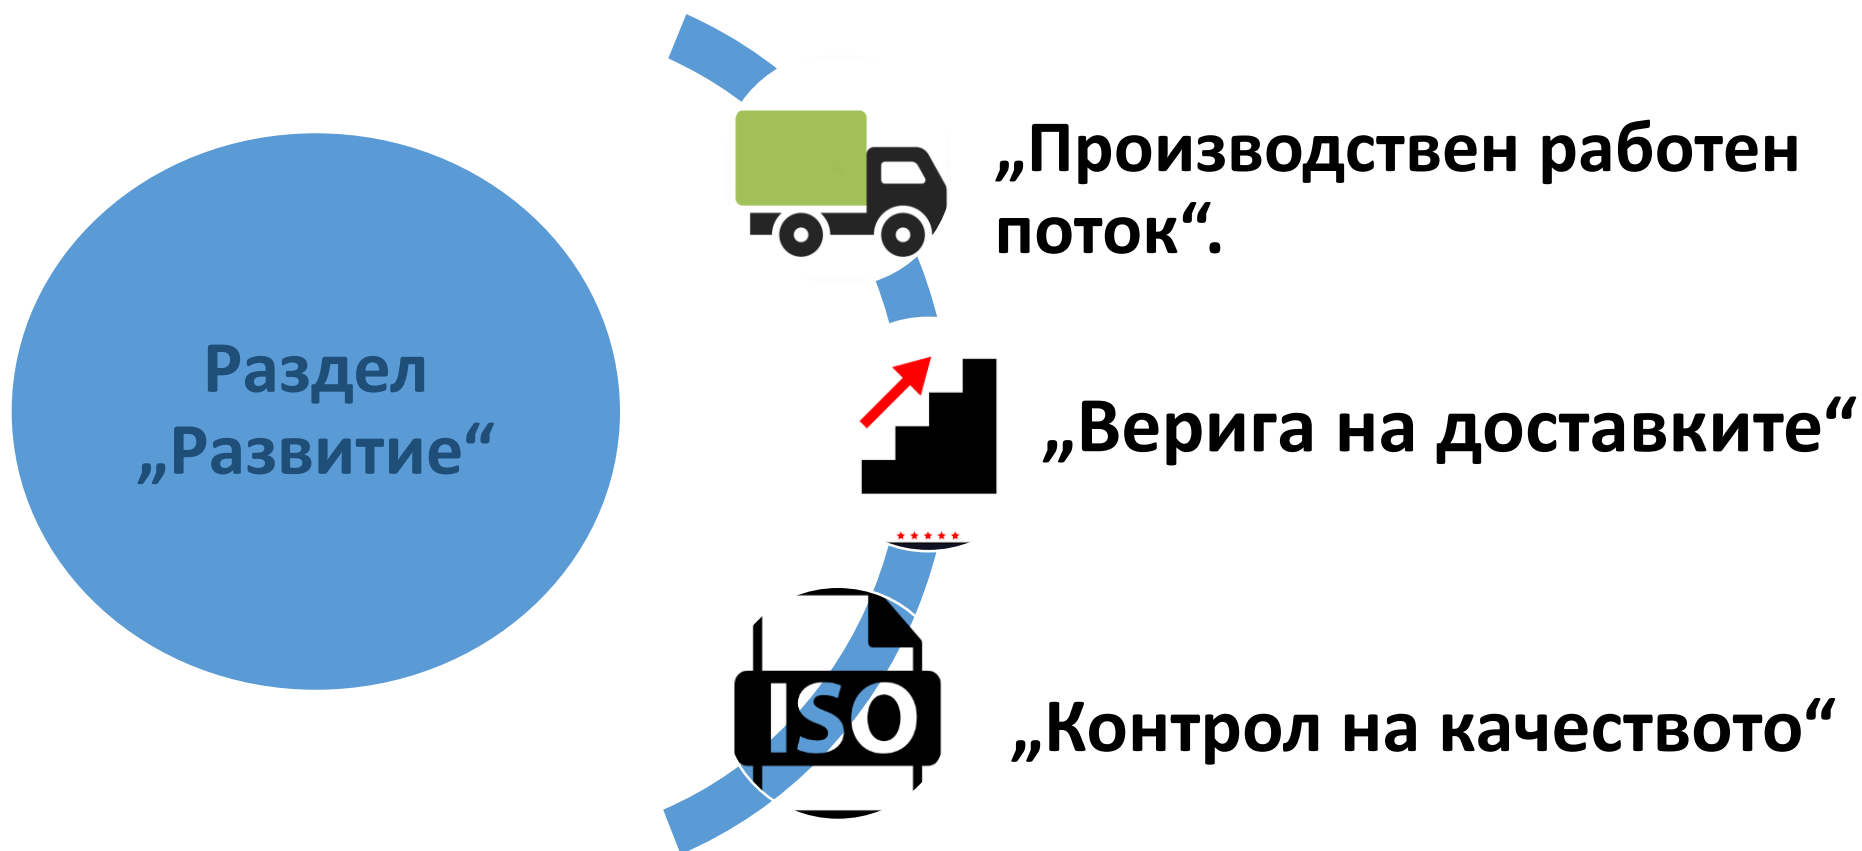 Раздел
„Развитие“
„Производствен работен
поток“.
„Верига на доставките“
ISO
„Контрол на качеството“